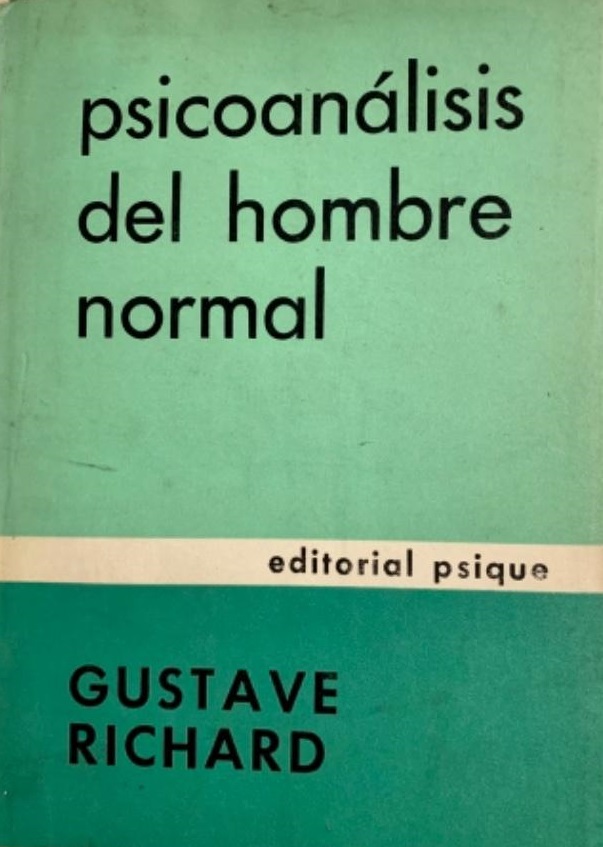 psicoanálisis
del hombre
normal
editorial psique
GUSTAVE
RICHARD